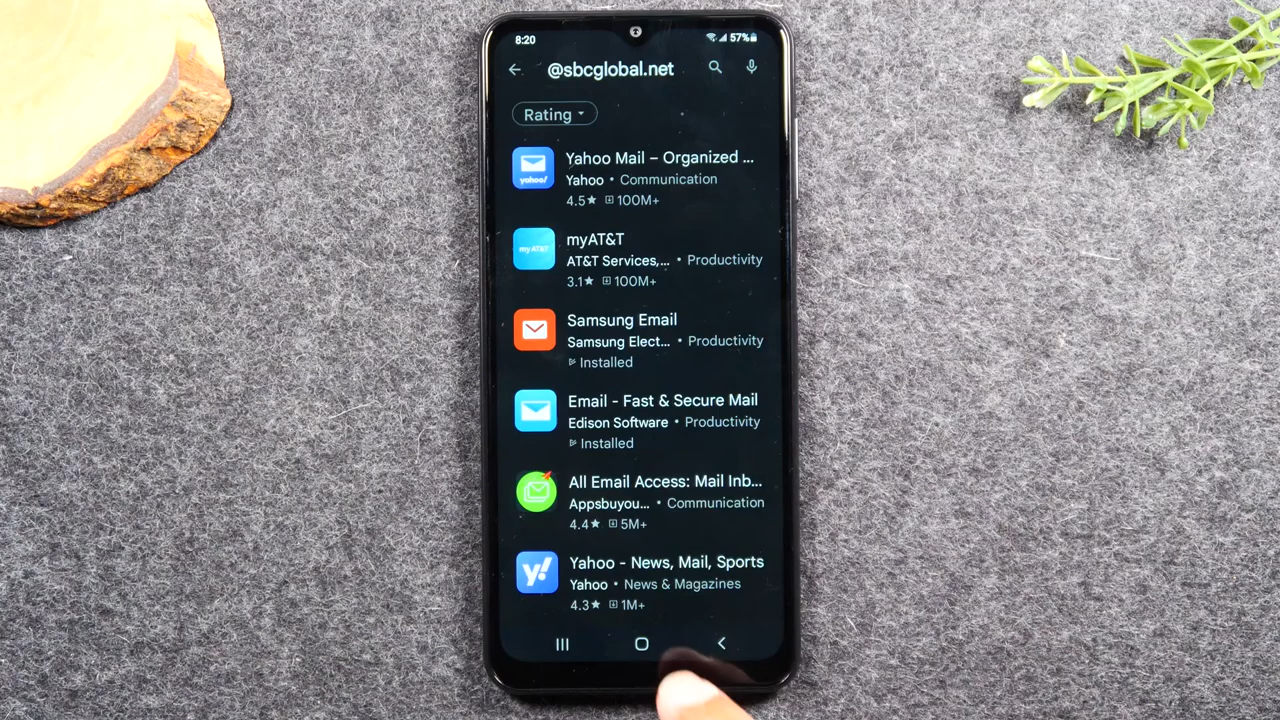 8:20 57%
@sbcglobal.net
Rating
Yahoo Mail – Organized ...
yahoo!
Yahoo • Communication
4.5★ 100M+
myAT&T
myAT&T
AT&T Services,... • Productivity
3.1★ 100M+
Samsung Email
Samsung Elect... • Productivity
Installed
Email - Fast & Secure Mail
Edison Software • Productivity
Installed
All Email Access: Mail Inb...
Appsbuyou... • Communication
4.4★ 5M+
Yahoo - News, Mail, Sports
y!
Yahoo • News & Magazines
4.3★ 1M+